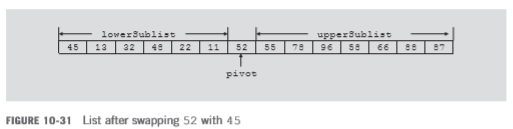 lowerSublist upperSublist
45 13 32 48 22 11 52 55 78 96 58 66 88 87
pivot
FIGURE 10-31 List after swapping 52 with 45